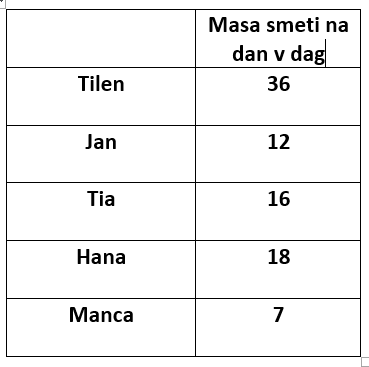 Masa smeti na
dan v dag
Tilen 36
Jan 12
Tia 16
Hana 18
Manca 7